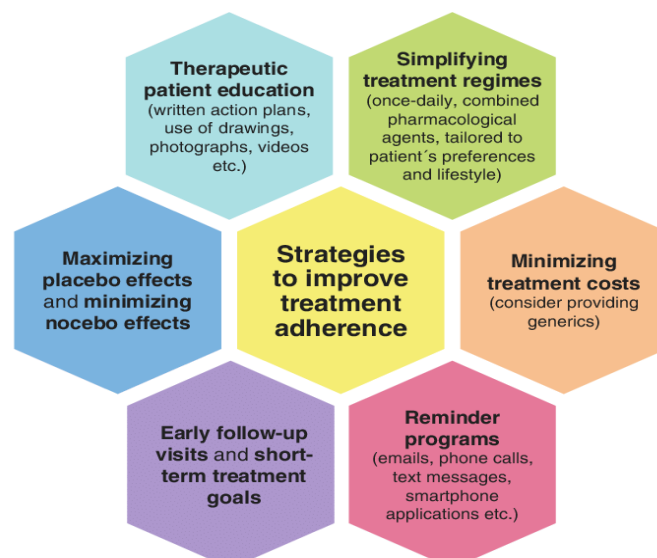 Therapeutic
patient education
(written action plans,
use of drawings,
photographs, videos
etc.)
Simplifying
treatment regimes
(once-daily, combined
pharmacological
agents, tailored to
patient´s preferences
and lifestyle)
Maximizing
placebo effects
and minimizing
nocebo effects
Strategies
to improve
treatment
adherence
Minimizing
treatment costs
(consider providing
generics)
Early follow-up
visits and short-
term treatment
goals
Reminder
programs
(emails, phone calls,
text messages,
smartphone
applications etc.)